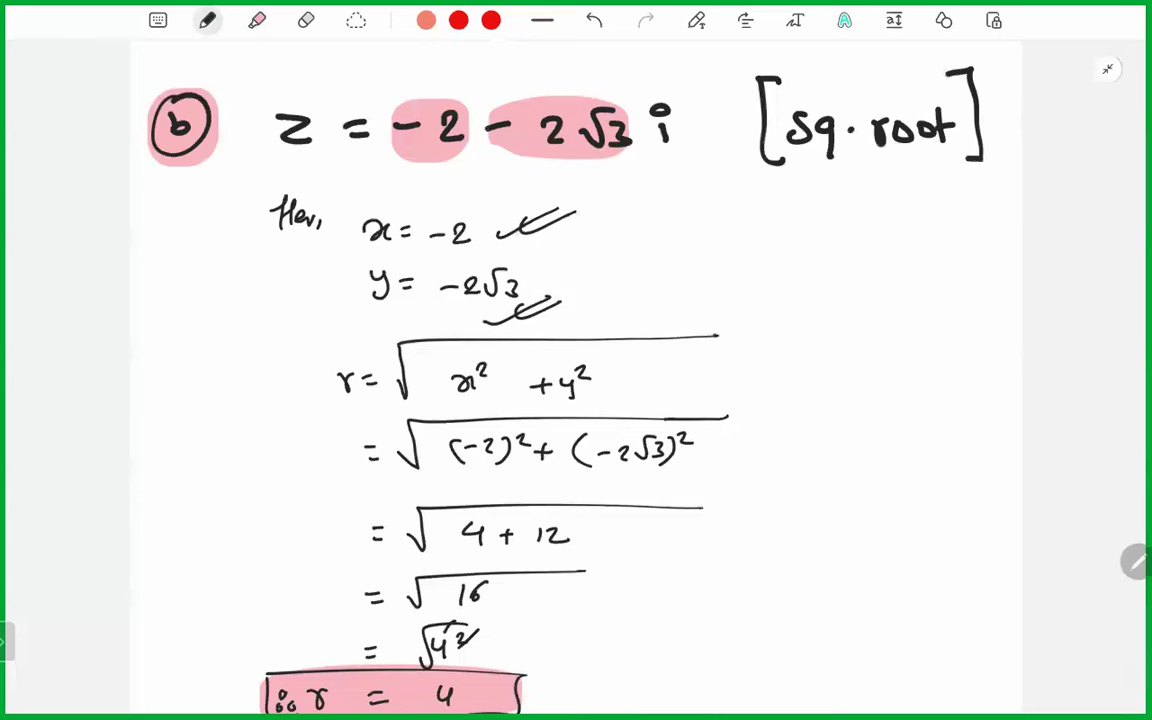 b z = -2 - 2√3 i [sq. root]
Her, x = -2
y = -2√3
r = √x² + y²
= √(-2)² + (-2√3)²
= √4 + 12
= √16
= √4²
∴ r = 4